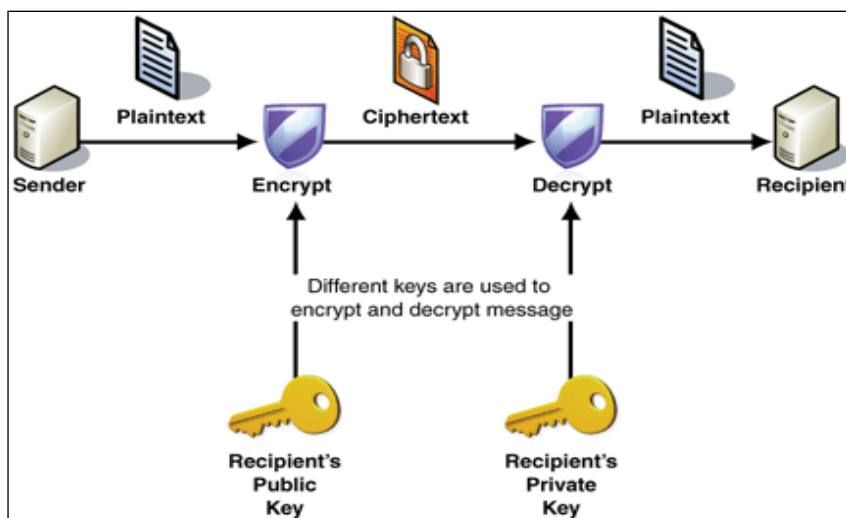 Plaintext
Ciphertext
Plaintext
Sender
Encrypt
Decrypt
Recipient
Different keys are used to
encrypt and decrypt message
Recipient's
Public
Key
Recipient's
Private
Key